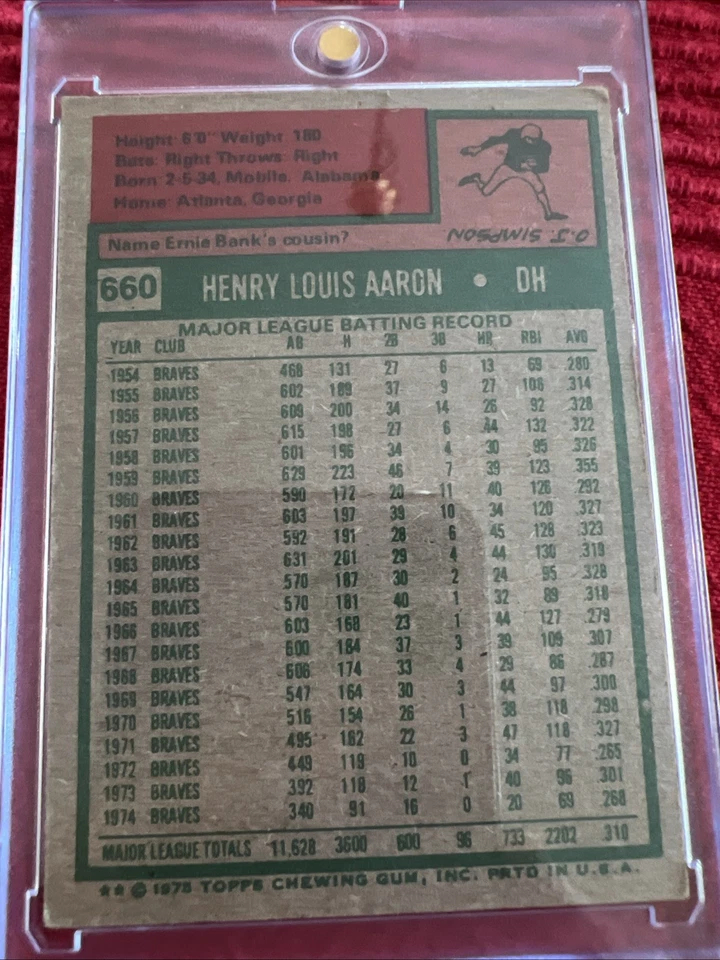 Height 6'0" Weight 180
Bats: Right Throws: Right
Born 2-5-34, Mobile, Alabama
Home: Atlanta, Georgia
Name Ernie Bank's cousin?
O. J. SIMPSON.
660 HENRY LOUIS AARON • DH
MAJOR LEAGUE BATTING RECORD
YEAR CLUB AB H 2B 3B HR RBI AVG
1954 BRAVES 468 131 27 6 13 69 .280
1955 BRAVES 602 189 37 9 27 106 .314
1956 BRAVES 609 200 34 14 26 92 .328
1957 BRAVES 615 198 27 6 44 132 .322
1958 BRAVES 601 196 34 4 30 95 .326
1959 BRAVES 629 223 46 7 39 123 .355
1960 BRAVES 590 172 20 11 40 126 .292
1961 BRAVES 603 197 39 10 34 120 .327
1962 BRAVES 592 191 28 6 45 128 .323
1963 BRAVES 631 201 29 4 44 130 .319
1964 BRAVES 570 187 30 2 24 95 .328
1965 BRAVES 570 181 40 1 32 89 .318
1966 BRAVES 603 168 23 1 44 127 .279
1967 BRAVES 600 184 37 3 39 109 .307
1968 BRAVES 606 174 33 4 29 86 .287
1969 BRAVES 547 164 30 3 44 97 .300
1970 BRAVES 516 154 26 1 38 118 .298
1971 BRAVES 495 162 22 3 47 118 .327
1972 BRAVES 449 119 10 0 34 77 .265
1973 BRAVES 392 118 12 1 40 96 .301
1974 BRAVES 340 91 16 0 20 69 .268
MAJOR LEAGUE TOTALS 11,628 3600 600 96 733 2202 .310
** © 1975 TOPPS CHEWING GUM, INC. PRTD IN U.S.A.